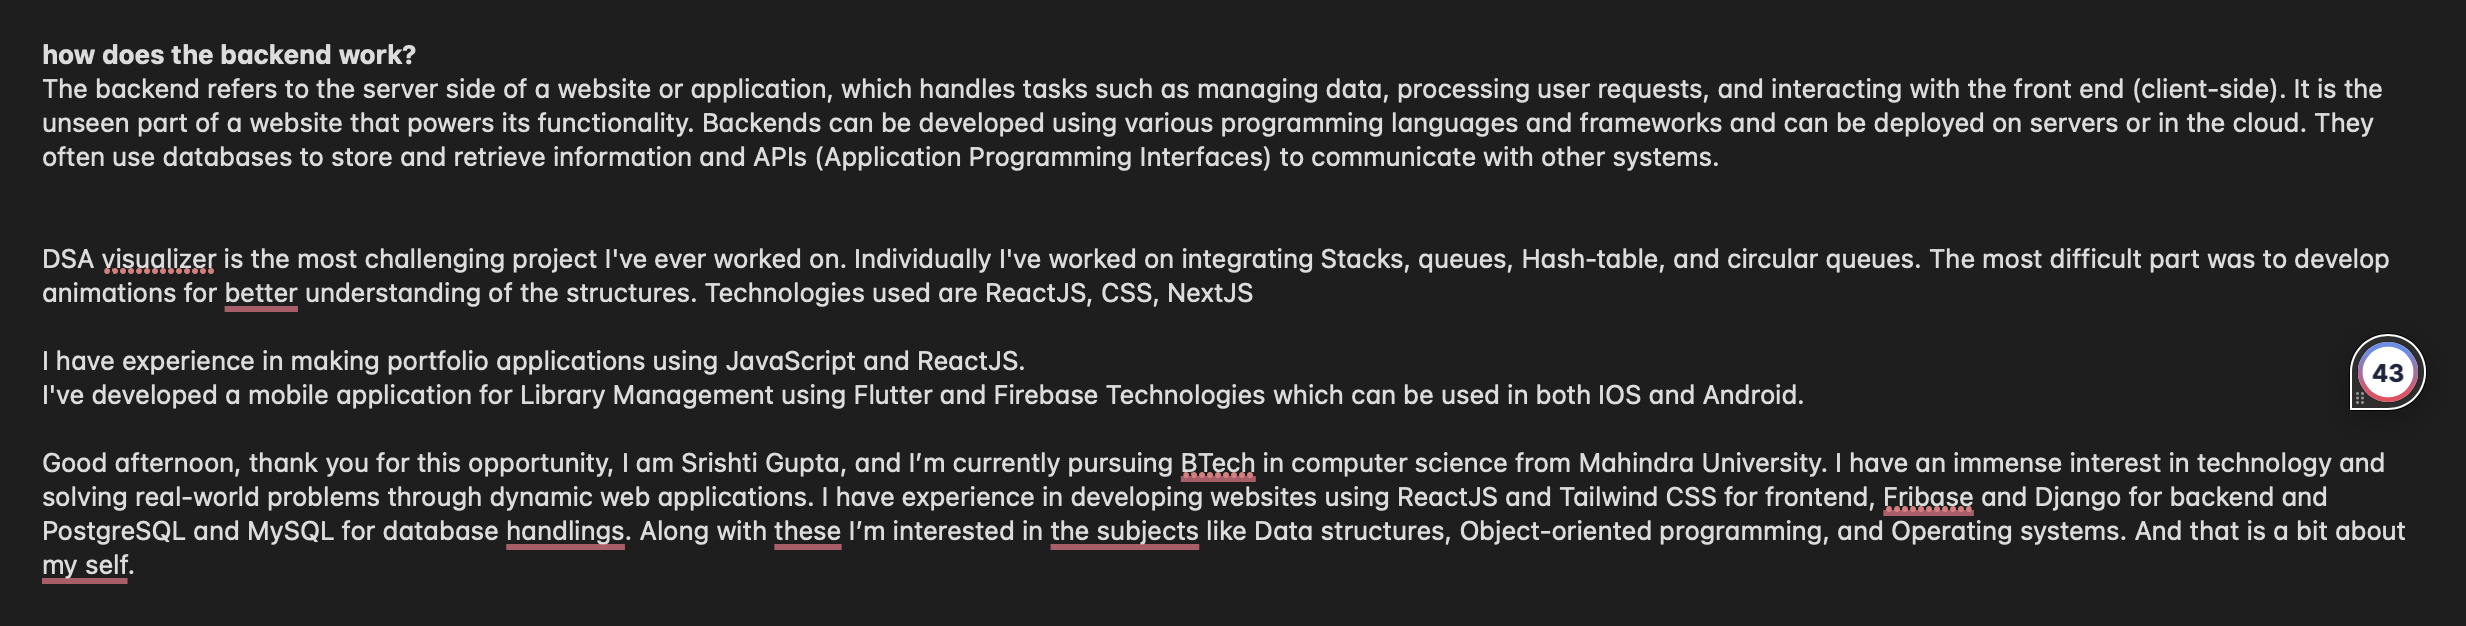 how does the backend work?
The backend refers to the server side of a website or application, which handles tasks such as managing data, processing user requests, and interacting with the front end (client-side). It is the
unseen part of a website that powers its functionality. Backends can be developed using various programming languages and frameworks and can be deployed on servers or in the cloud. They
often use databases to store and retrieve information and APIs (Application Programming Interfaces) to communicate with other systems.
DSA visualizer is the most challenging project I've ever worked on. Individually I've worked on integrating Stacks, queues, Hash-table, and circular queues. The most difficult part was to develop
animations for better understanding of the structures. Technologies used are ReactJS, CSS, NextJS
I have experience in making portfolio applications using JavaScript and ReactJS.
I've developed a mobile application for Library Management using Flutter and Firebase Technologies which can be used in both IOS and Android.
43
Good afternoon, thank you for this opportunity, I am Srishti Gupta, and I’m currently pursuing BTech in computer science from Mahindra University. I have an immense interest in technology and
solving real-world problems through dynamic web applications. I have experience in developing websites using ReactJS and Tailwind CSS for frontend, Fribase and Django for backend and
PostgreSQL and MySQL for database handlings. Along with these I’m interested in the subjects like Data structures, Object-oriented programming, and Operating systems. And that is a bit about
my self.